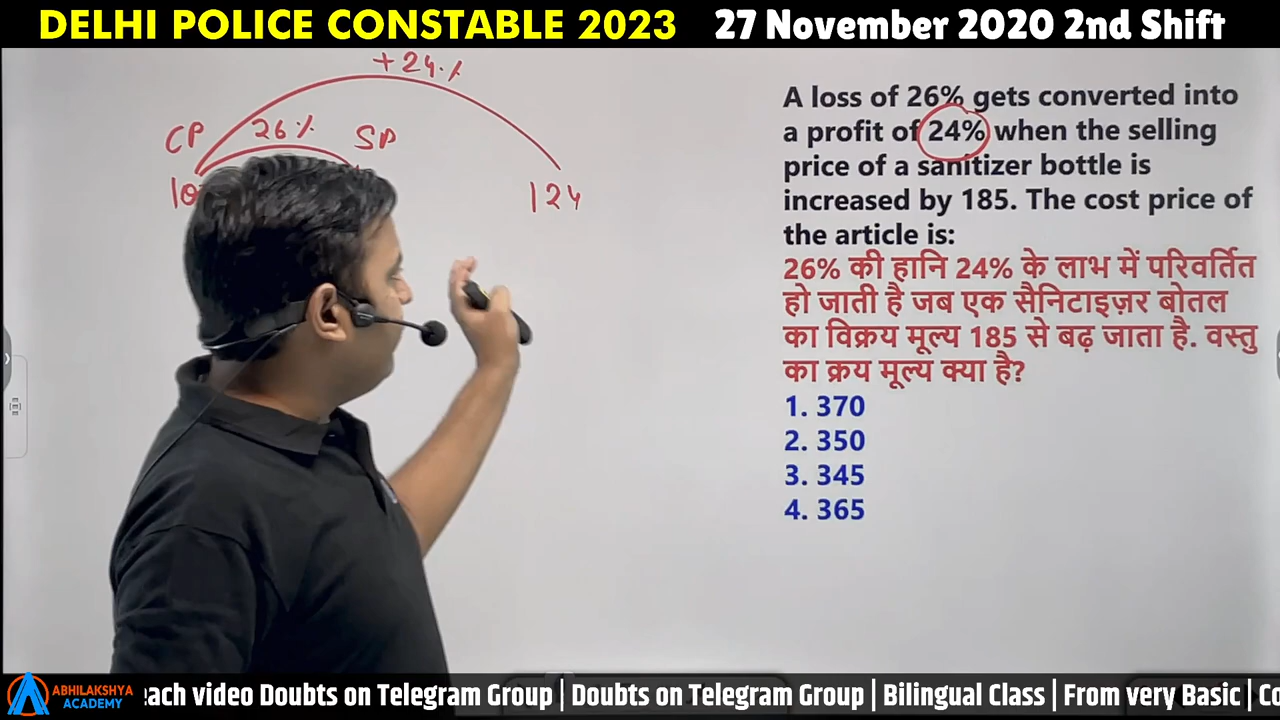 DELHI POLICE CONSTABLE 2023 27 November 2020 2nd Shift
+24%
CP 26% SP
124
A loss of 26% gets converted into
a profit of 24% when the selling
price of a sanitizer bottle is
increased by 185. The cost price of
the article is:
26% की हानि 24% के लाभ में परिवर्तित
हो जाती है जब एक सैनिटाइज़र बोतल
का विक्रय मूल्य 185 से बढ़ जाता है. वस्तु
का क्रय मूल्य क्या है?
1. 370
2. 350
3. 345
4. 365
ABHILAKSHYA
ACADEMY
each video Doubts on Telegram Group | Doubts on Telegram Group | Bilingual Class | From very Basic |